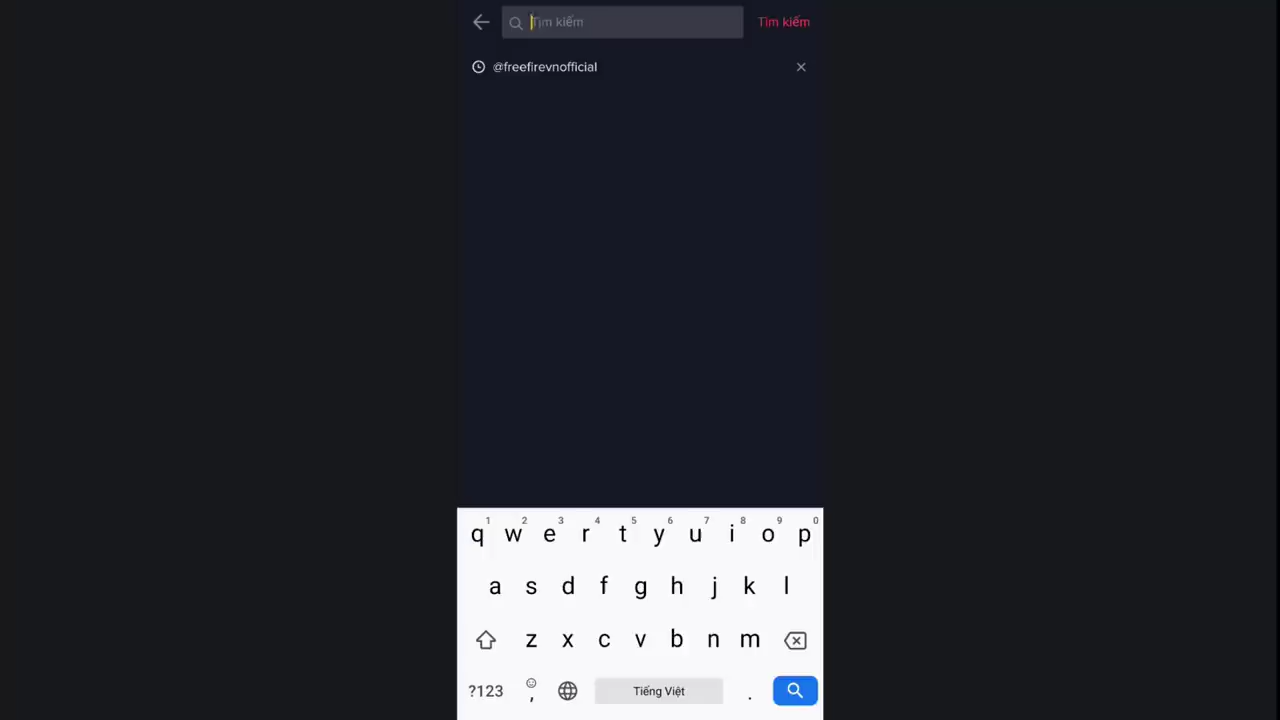 Tìm kiếm Tìm kiếm
@freefirevnofficial
1 2 3 4 5 6 7 8 9 0
q w e r t y u i o p
a s d f g h j k l
z x c v b n m
?123 , Tiếng Việt .